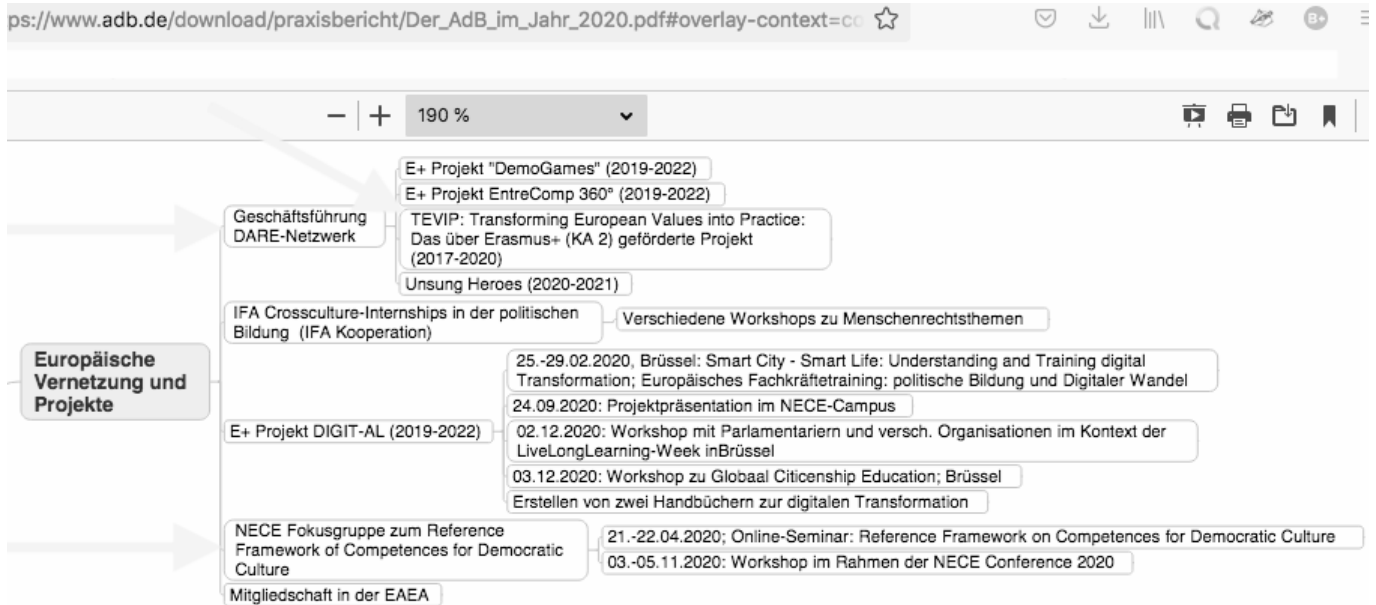 ps://www.adb.de/download/praxisbericht/Der_AdB_im_Jahr_2020.pdf#overlay-context=co
190 %
E+ Projekt "DemoGames" (2019-2022)
E+ Projekt EntreComp 360° (2019-2022)
Geschäftsführung
DARE-Netzwerk
TEVIP: Transforming European Values into Practice:
Das über Erasmus+ (KA 2) geförderte Projekt
(2017-2020)
Unsung Heroes (2020-2021)
IFA Crossculture-Internships in der politischen
Bildung (IFA Kooperation)
Verschiedene Workshops zu Menschenrechtsthemen
Europäische
Vernetzung und
Projekte
25.-29.02.2020, Brüssel: Smart City - Smart Life: Understanding and Training digital
Transformation; Europäisches Fachkräftetraining: politische Bildung und Digitaler Wandel
24.09.2020: Projektpräsentation im NECE-Campus
E+ Projekt DIGIT-AL (2019-2022)
02.12.2020: Workshop mit Parlamentariern und versch. Organisationen im Kontext der
LiveLongLearning-Week inBrüssel
03.12.2020: Workshop zu Globaal Citicenship Education; Brüssel
Erstellen von zwei Handbüchern zur digitalen Transformation
NECE Fokusgruppe zum Reference
Framework of Competences for Democratic
Culture
21.-22.04.2020; Online-Seminar: Reference Framework on Competences for Democratic Culture
03.-05.11.2020: Workshop im Rahmen der NECE Conference 2020
Mitgliedschaft in der EAEA